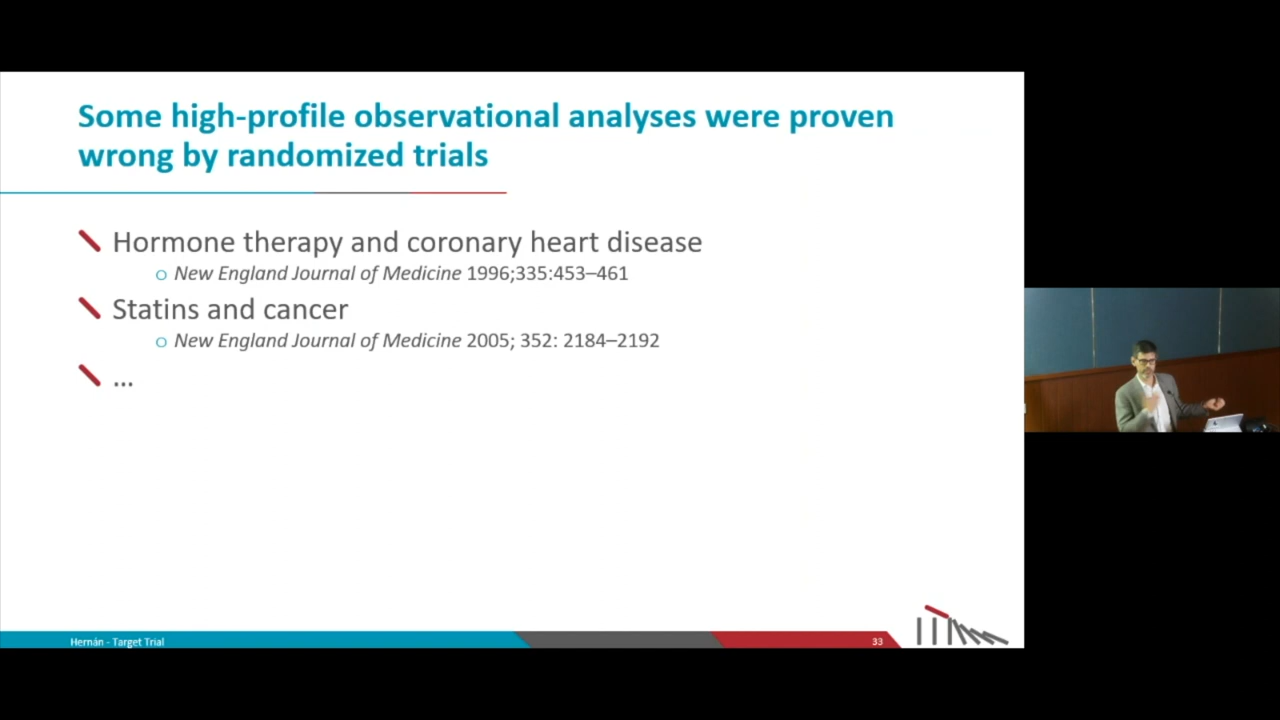 Some high-profile observational analyses were proven
wrong by randomized trials
Hormone therapy and coronary heart disease
New England Journal of Medicine 1996;335:453–461
Statins and cancer
New England Journal of Medicine 2005; 352: 2184–2192
...
Hernán - Target Trial
33